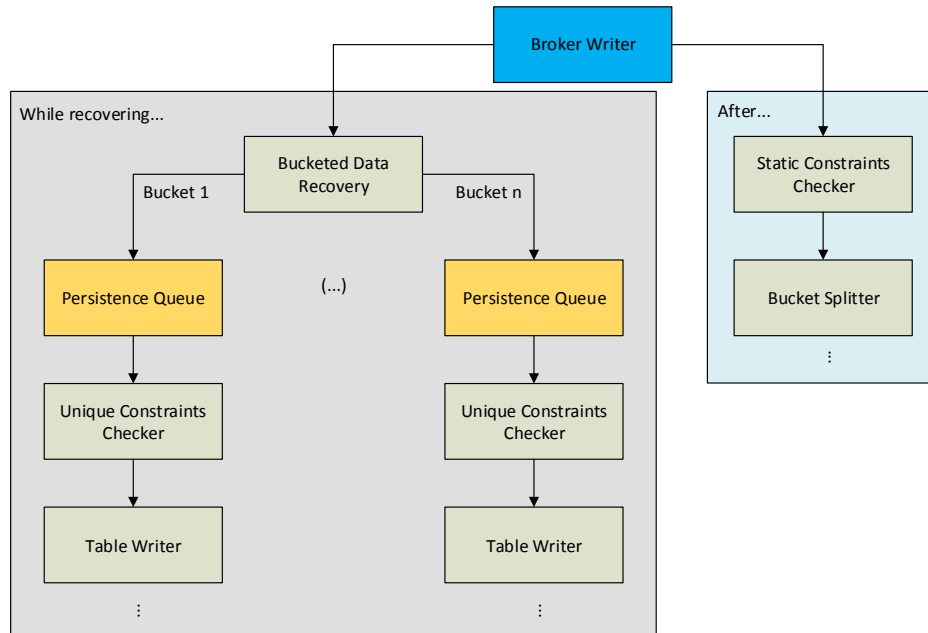 Broker Writer
While recovering...
After...
Bucketed Data
Recovery
Static Constraints
Checker
Bucket 1
Bucket n
Persistence Queue
(...)
Persistence Queue
Bucket Splitter
...
Unique Constraints
Checker
Unique Constraints
Checker
Table Writer
Table Writer
...
...